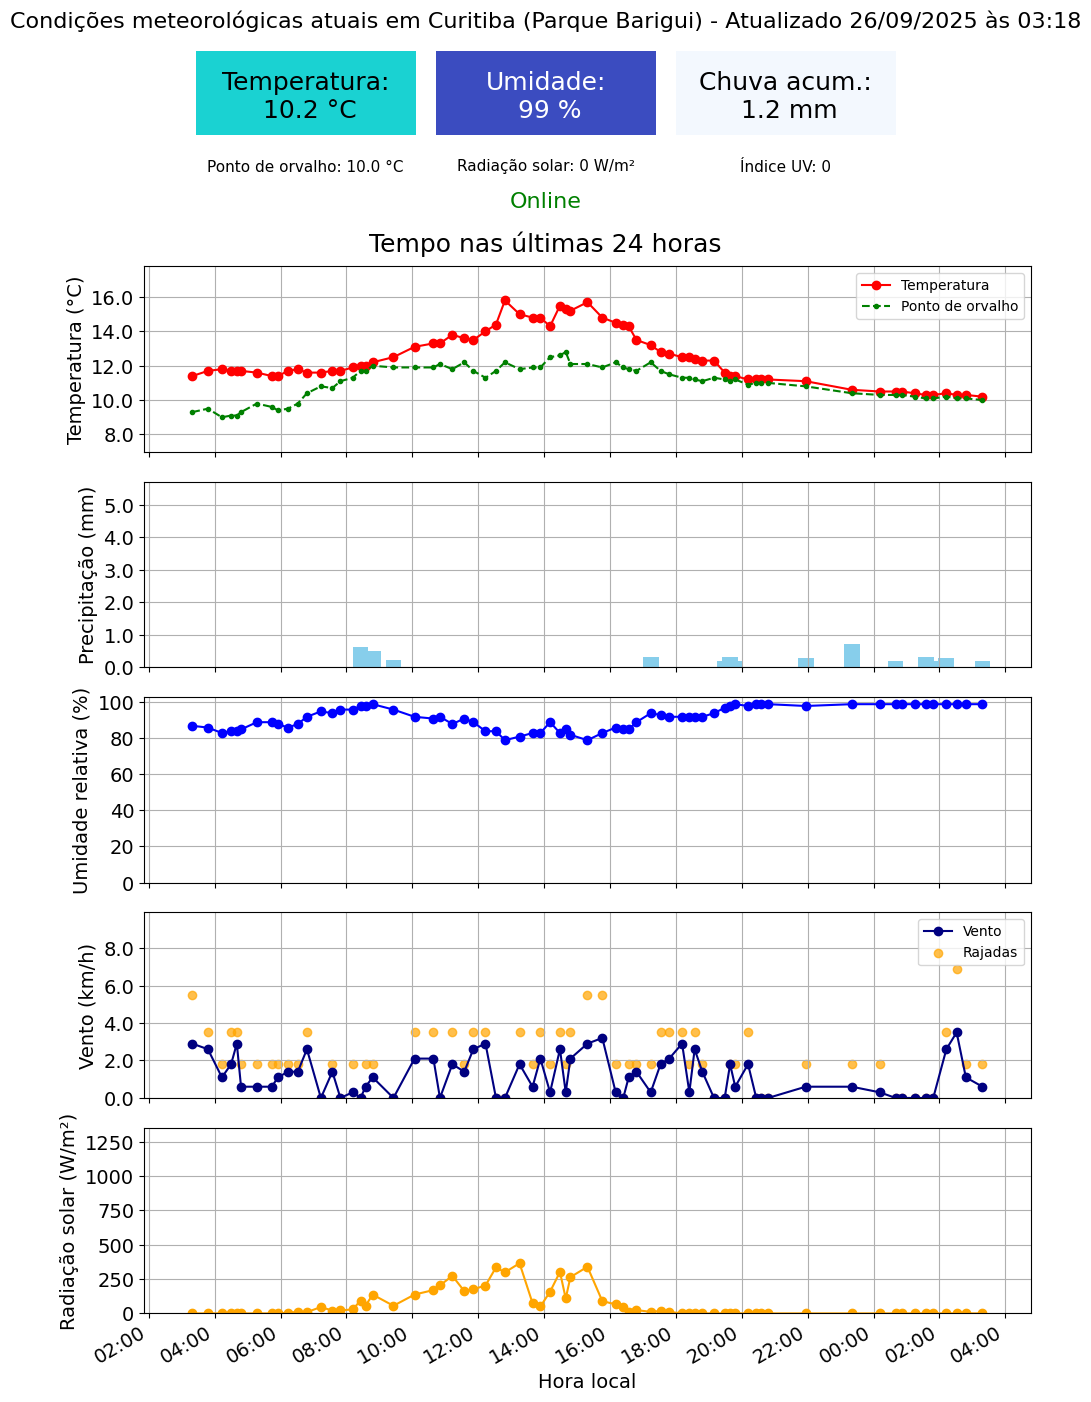 Condições meteorológicas atuais em Curitiba (Parque Barigui) - Atualizado 26/09/2025 às 03:18
Temperatura:
10.2 °C
Umidade:
99 %
Chuva acum.:
1.2 mm
Ponto de orvalho: 10.0 °C
Radiação solar: 0 W/m²
Índice UV: 0
Online
Tempo nas últimas 24 horas
Temperatura (°C)
16.0
14.0
12.0
10.0
8.0
Temperatura
Ponto de orvalho
Precipitação (mm)
5.0
4.0
3.0
2.0
1.0
0.0
Umidade relativa (%)
100
80
60
40
20
0
Vento (km/h)
8.0
6.0
4.0
2.0
0.0
Vento
Rajadas
Radiação solar (W/m²)
1250
1000
750
500
250
0
02:00
04:00
06:00
08:00
10:00
12:00
14:00
16:00
18:00
20:00
22:00
00:00
02:00
04:00
Hora local